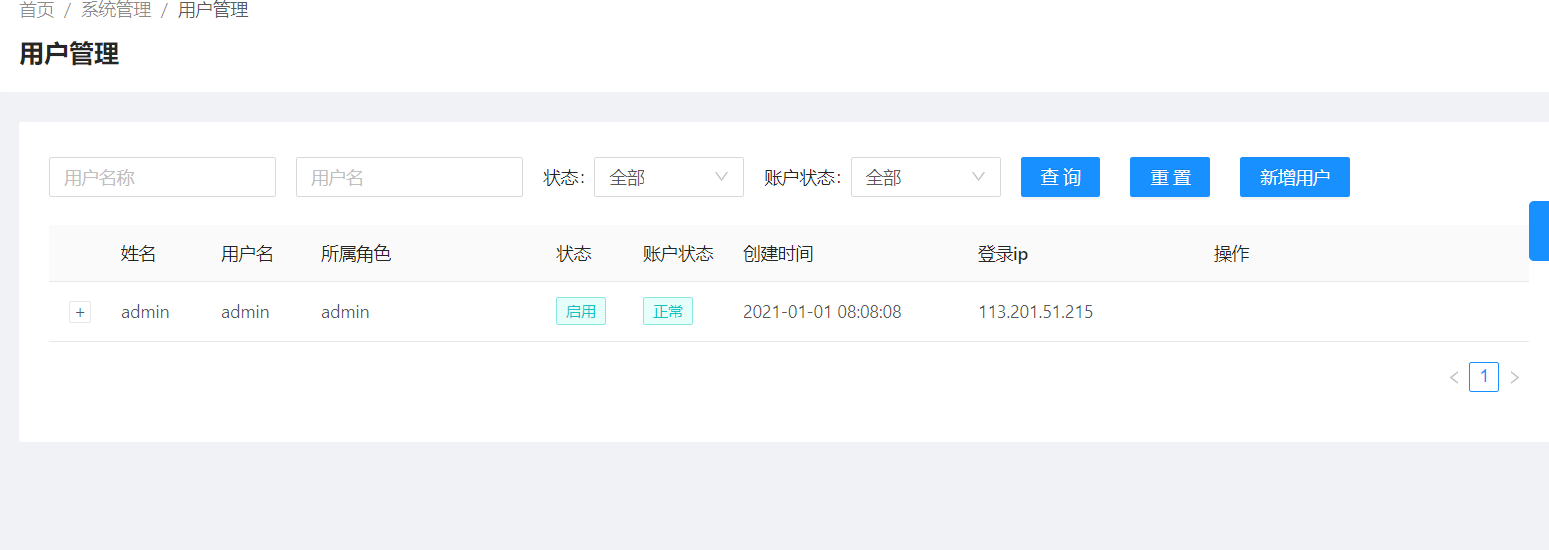 首页 / 系统管理 / 用户管理
用户管理
用户名称 用户名 状态: 全部 账户状态: 全部 查 询 重 置 新增用户
姓名 用户名 所属角色 状态 账户状态 创建时间 登录ip 操作
+ admin admin admin 启用 正常 2021-01-01 08:08:08 113.201.51.215
< 1 >